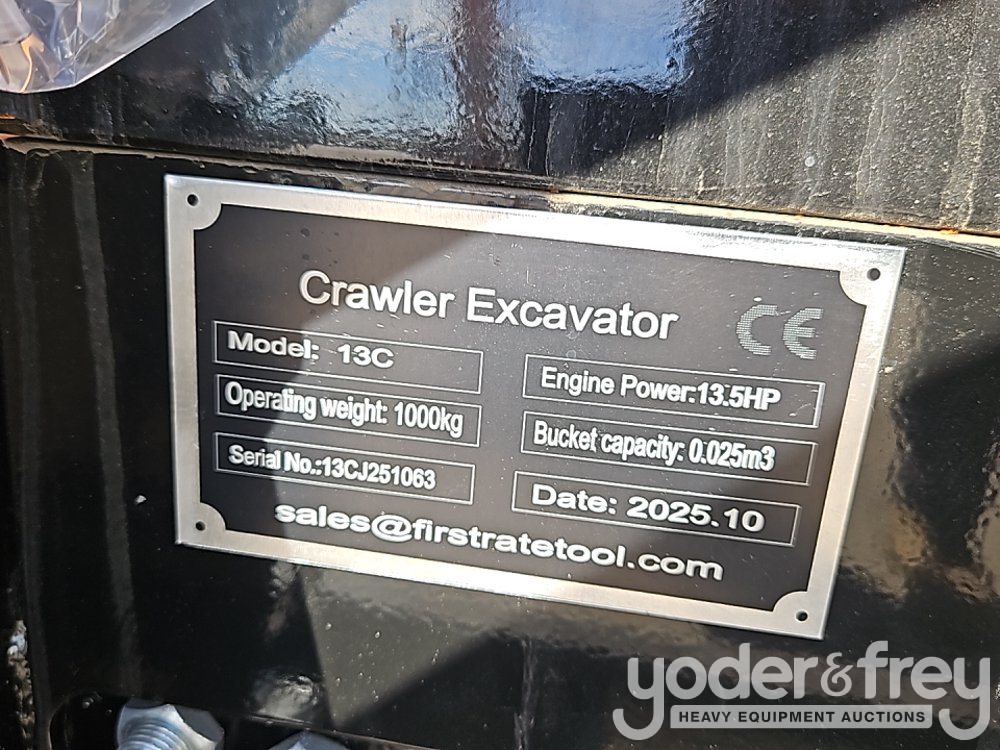 Crawler Excavator
CE
Model: 13C
Engine Power:13.5HP
Operating weight: 1000kg
Bucket capacity: 0.025m3
Serial No.:13CJ251063
Date: 2025.10
sales@firstratetool.com
yoder&frey
HEAVY EQUIPMENT AUCTIONS